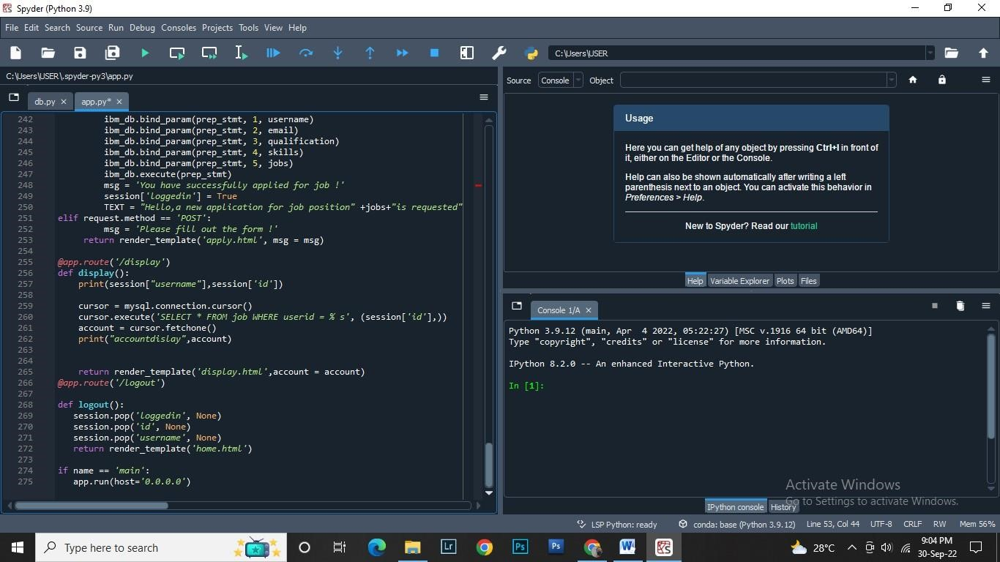 Spyder (Python 3.9)
File Edit Search Source Run Debug Consoles Projects Tools View Help
C:\Users\USER
C:\Users\USER\.spyder-py3\app.py
db.py
app.py*
242 ibm_db.bind_param(prep_stmt, 1, username)
243 ibm_db.bind_param(prep_stmt, 2, email)
244 ibm_db.bind_param(prep_stmt, 3, qualification)
245 ibm_db.bind_param(prep_stmt, 4, skills)
246 ibm_db.bind_param(prep_stmt, 5, jobs)
247 ibm_db.execute(prep_stmt)
248 msg = 'You have successfully applied for job !'
249 session['loggedin'] = True
250 TEXT = "Hello,a new application for job position" +jobs+"is requested"
251 elif request.method == 'POST':
252 msg = 'Please fill out the form !'
253 return render_template('apply.html', msg = msg)
254
255 @app.route('/display')
256 def display():
257 print(session["username"],session['id'])
258
259 cursor = mysql.connection.cursor()
260 cursor.execute('SELECT * FROM job WHERE userid = % s', (session['id'],))
261 account = cursor.fetchone()
262 print("accountdislay",account)
263
264
265 return render_template('display.html',account = account)
266 @app.route('/logout')
267
268 def logout():
269 session.pop('loggedin', None)
270 session.pop('id', None)
271 session.pop('username', None)
272 return render_template('home.html')
273
274 if name == 'main':
275 app.run(host='0.0.0.0')
Source Console Object
Usage
Here you can get help of any object by pressing Ctrl+I in front of
it, either on the Editor or the Console.
Help can also be shown automatically after writing a left
parenthesis next to an object. You can activate this behavior in
Preferences > Help.
New to Spyder? Read our tutorial
Help Variable Explorer Plots Files
Console 1/A
Python 3.9.12 (main, Apr  4 2022, 05:22:27) [MSC v.1916 64 bit (AMD64)]
Type "copyright", "credits" or "license" for more information.
IPython 8.2.0 -- An enhanced Interactive Python.
In [1]:
Activate Windows
Go to Settings to activate Windows.
IPython console History
LSP Python: ready conda: base (Python 3.9.12) Line 53, Col 44 UTF-8 CRLF RW Mem 56%
Type here to search
Lr
Ps
Ps
W
28°C
9:04 PM
30-Sep-22